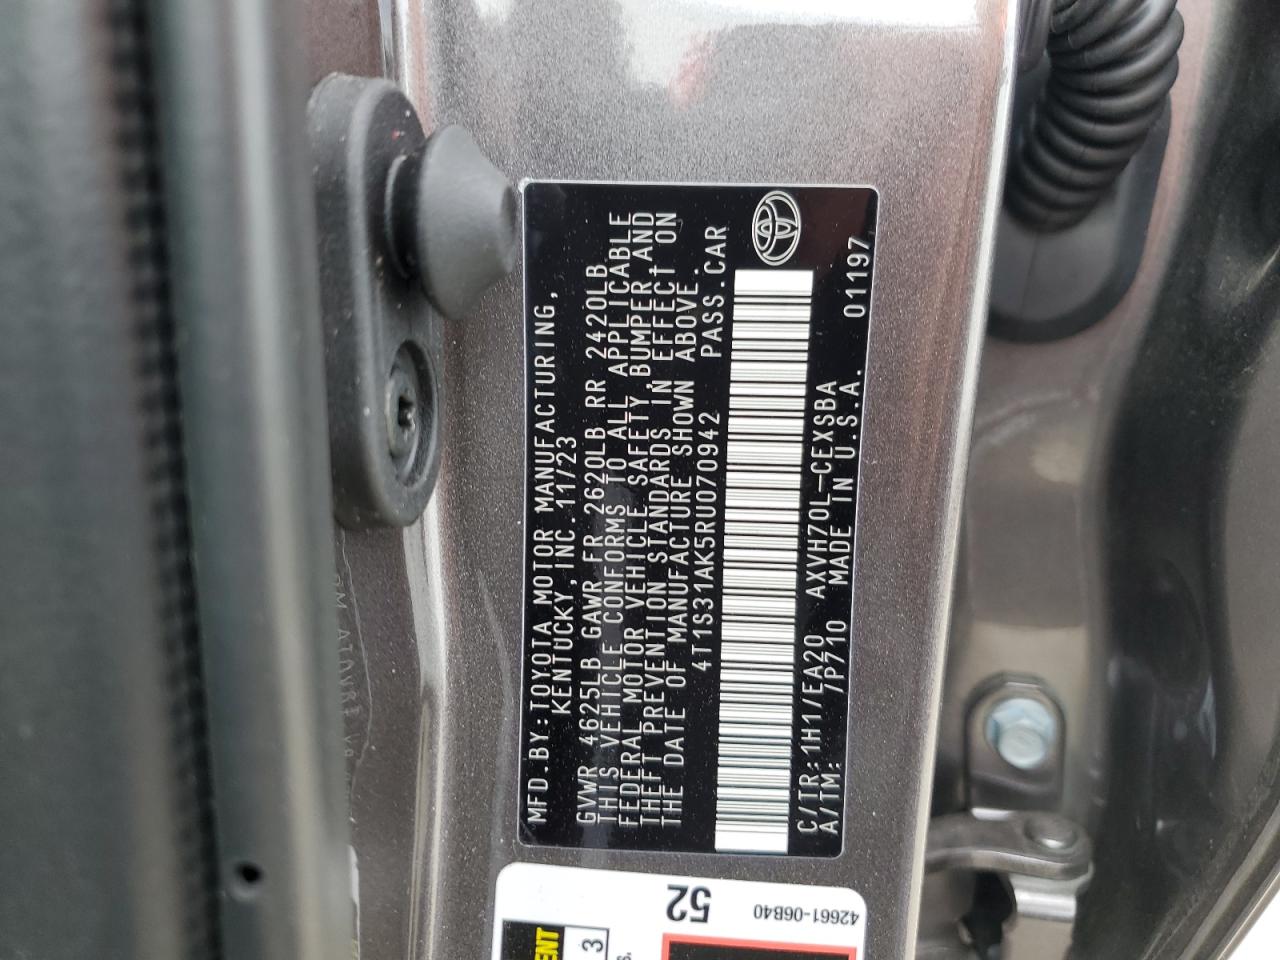 MFD.BY:TOYOTA MOTOR MANUFACTURING,
KENTUCKY,INC. 11/23
GVWR 4625LB GAWR FR 2620LB RR 2420LB
THIS VEHICLE CONFORMS TO ALL APPLICABLE
FEDERAL MOTOR VEHICLE SAFETY,BUMPER,AND
THEFT PREVENTION STANDARDS IN EFFECT ON
THE DATE OF MANUFACTURE SHOWN ABOVE.
4T1S31AK5RU070942 PASS.CAR
C/TR:1H1/EA20 AXVH70L-CEXSBA 01197
A/TM: /P710 MADE IN U.S.A.
52
42661-06B40
3